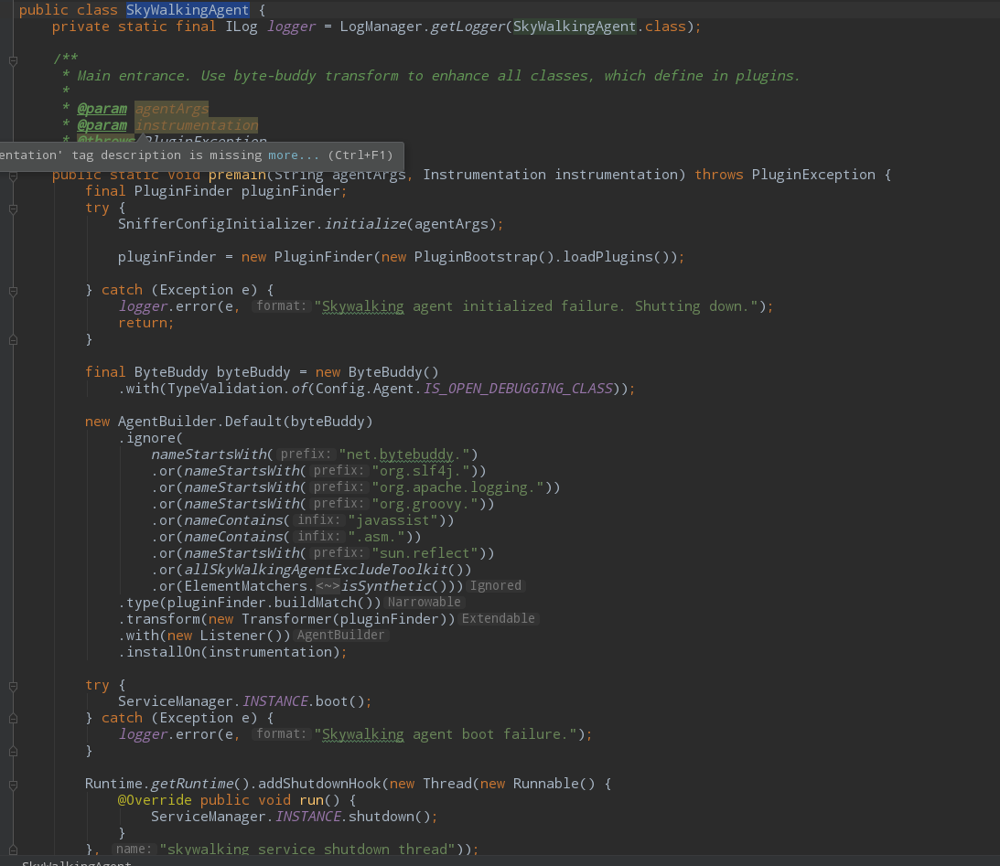 public class SkyWalkingAgent {
private static final ILog logger = LogManager.getLogger(SkyWalkingAgent.class);
/**
* Main entrance. Use byte-buddy transform to enhance all classes, which define in plugins.
*
* @param agentArgs
* @param instrumentation
* @throws PluginException
entation' tag description is missing more... (Ctrl+F1)
public static void premain(String agentArgs, Instrumentation instrumentation) throws PluginException {
final PluginFinder pluginFinder;
try {
SnifferConfigInitializer.initialize(agentArgs);
pluginFinder = new PluginFinder(new PluginBootstrap().loadPlugins());
} catch (Exception e) {
logger.error(e, format: "Skywalking agent initialized failure. Shutting down.");
return;
}
final ByteBuddy byteBuddy = new ByteBuddy()
.with(TypeValidation.of(Config.Agent.IS_OPEN_DEBUGGING_CLASS));
new AgentBuilder.Default(byteBuddy)
.ignore(
nameStartsWith( prefix: "net.bytebuddy.")
.or(nameStartsWith( prefix: "org.slf4j."))
.or(nameStartsWith( prefix: "org.apache.logging."))
.or(nameStartsWith( prefix: "org.groovy."))
.or(nameContains( infix: "javassist"))
.or(nameContains( infix: ".asm."))
.or(nameStartsWith( prefix: "sun.reflect"))
.or(allSkyWalkingAgentExcludeToolkit())
.or(ElementMatchers.<~>isSynthetic())) Ignored
.type(pluginFinder.buildMatch()) Narrowable
.transform(new Transformer(pluginFinder)) Extendable
.with(new Listener()) AgentBuilder
.installOn(instrumentation);
try {
ServiceManager.INSTANCE.boot();
} catch (Exception e) {
logger.error(e, format: "Skywalking agent boot failure.");
}
Runtime.getRuntime().addShutdownHook(new Thread(new Runnable() {
@Override public void run() {
ServiceManager.INSTANCE.shutdown();
}
}, name: "skywalking service shutdown thread"));
SkyWalkingAgent